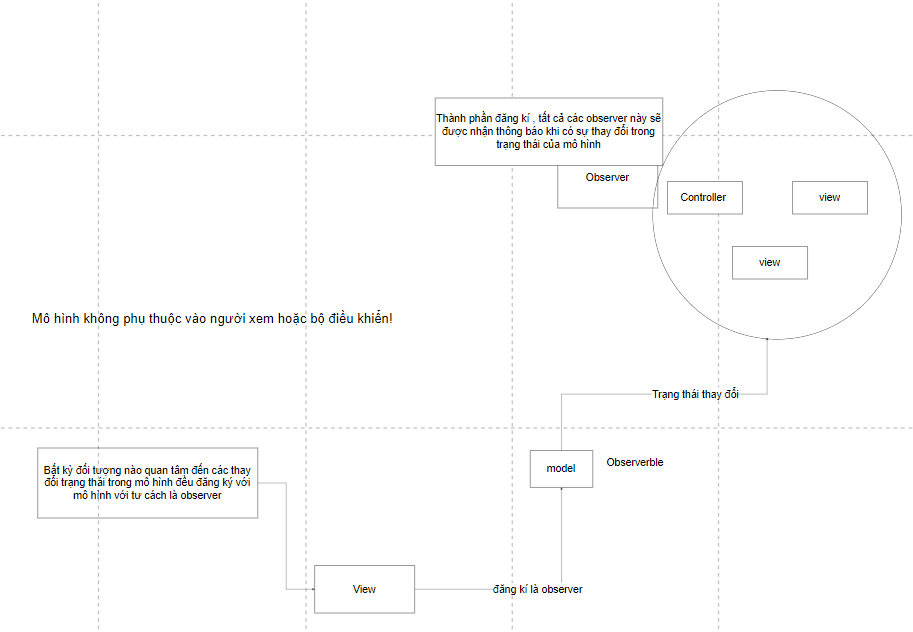 Thành phần đăng kí , tất cả các observer này sẽ
được nhận thông báo khi có sự thay đổi trong
trạng thái của mô hình
Observer
Controller
view
view
Mô hình không phụ thuộc vào người xem hoặc bộ điều khiển!
Trạng thái thay đổi
Bất kỳ đối tượng nào quan tâm đến các thay
đổi trạng thái trong mô hình đều đăng ký với
mô hình với tư cách là observer
model
Observerble
View
đăng kí là observer